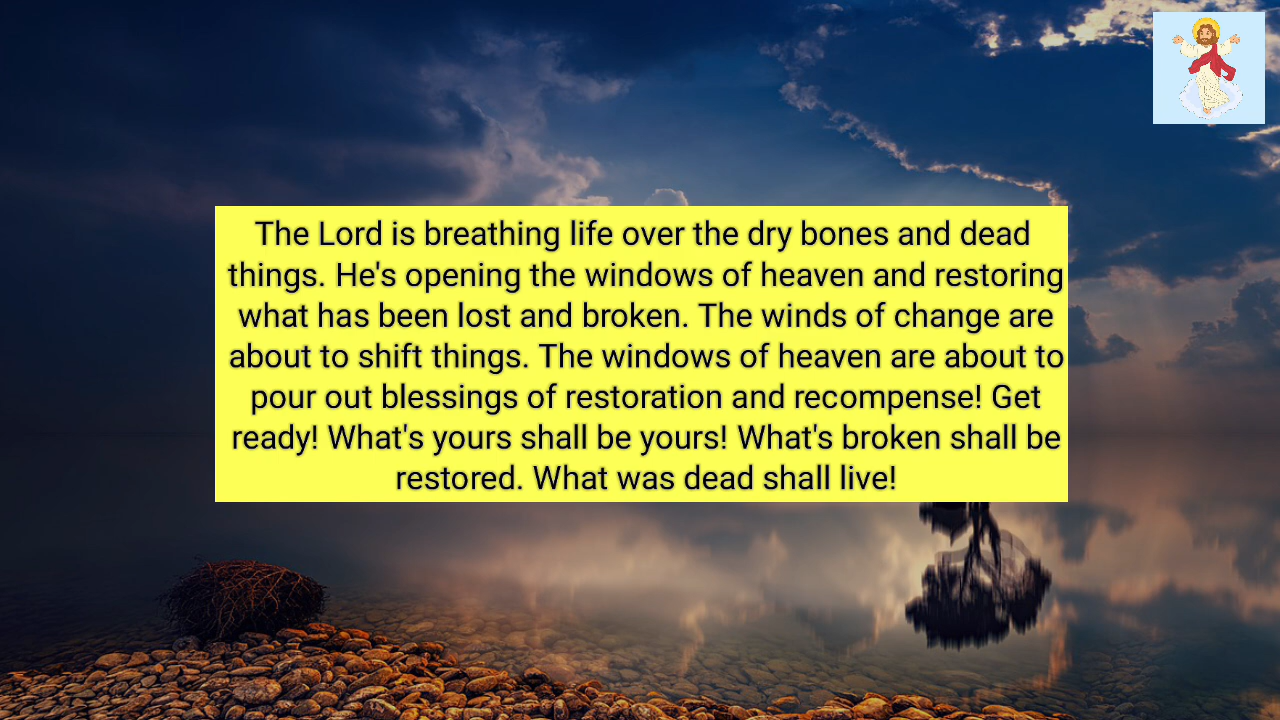 The Lord is breathing life over the dry bones and dead
things. He's opening the windows of heaven and restoring
what has been lost and broken. The winds of change are
about to shift things. The windows of heaven are about to
pour out blessings of restoration and recompense! Get
ready! What's yours shall be yours! What's broken shall be
restored. What was dead shall live!